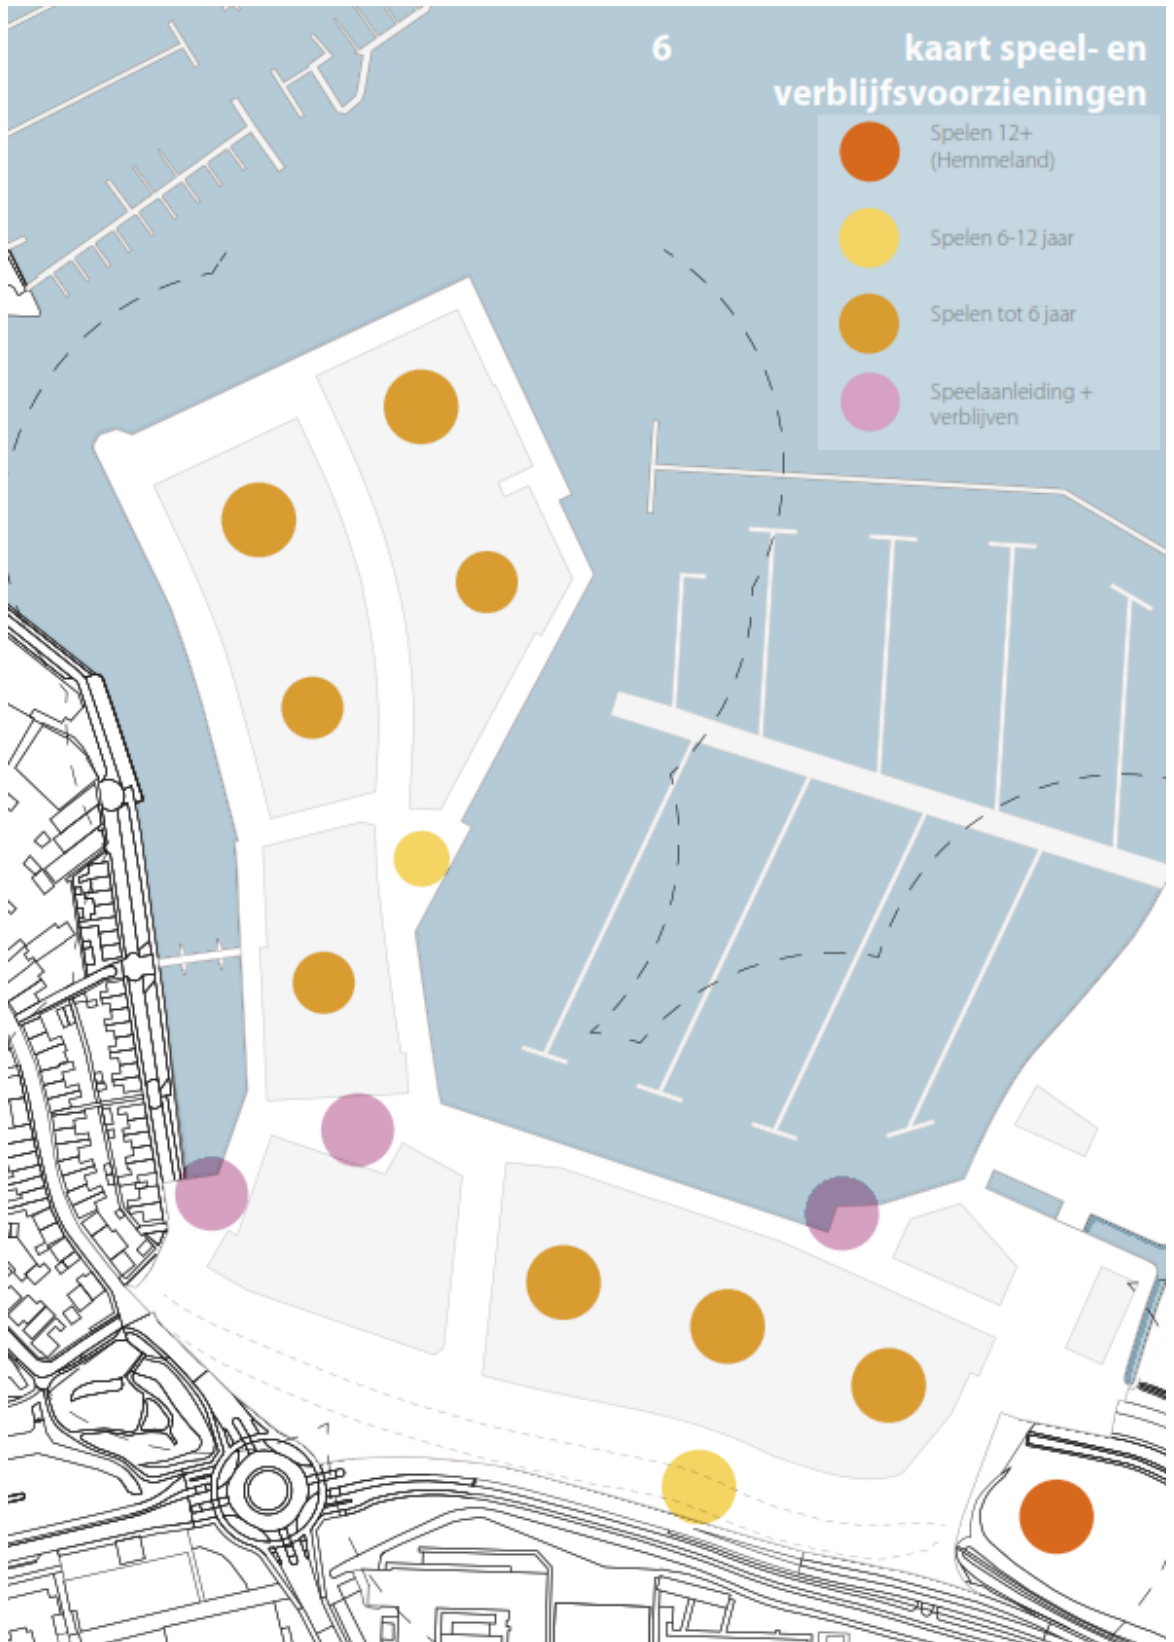 6
kaart speel- en
verblijfsvoorzieningen
Spelen 12+
(Hemmeland)
Spelen 6-12 jaar
Spelen tot 6 jaar
Speelaanleiding +
verblijven